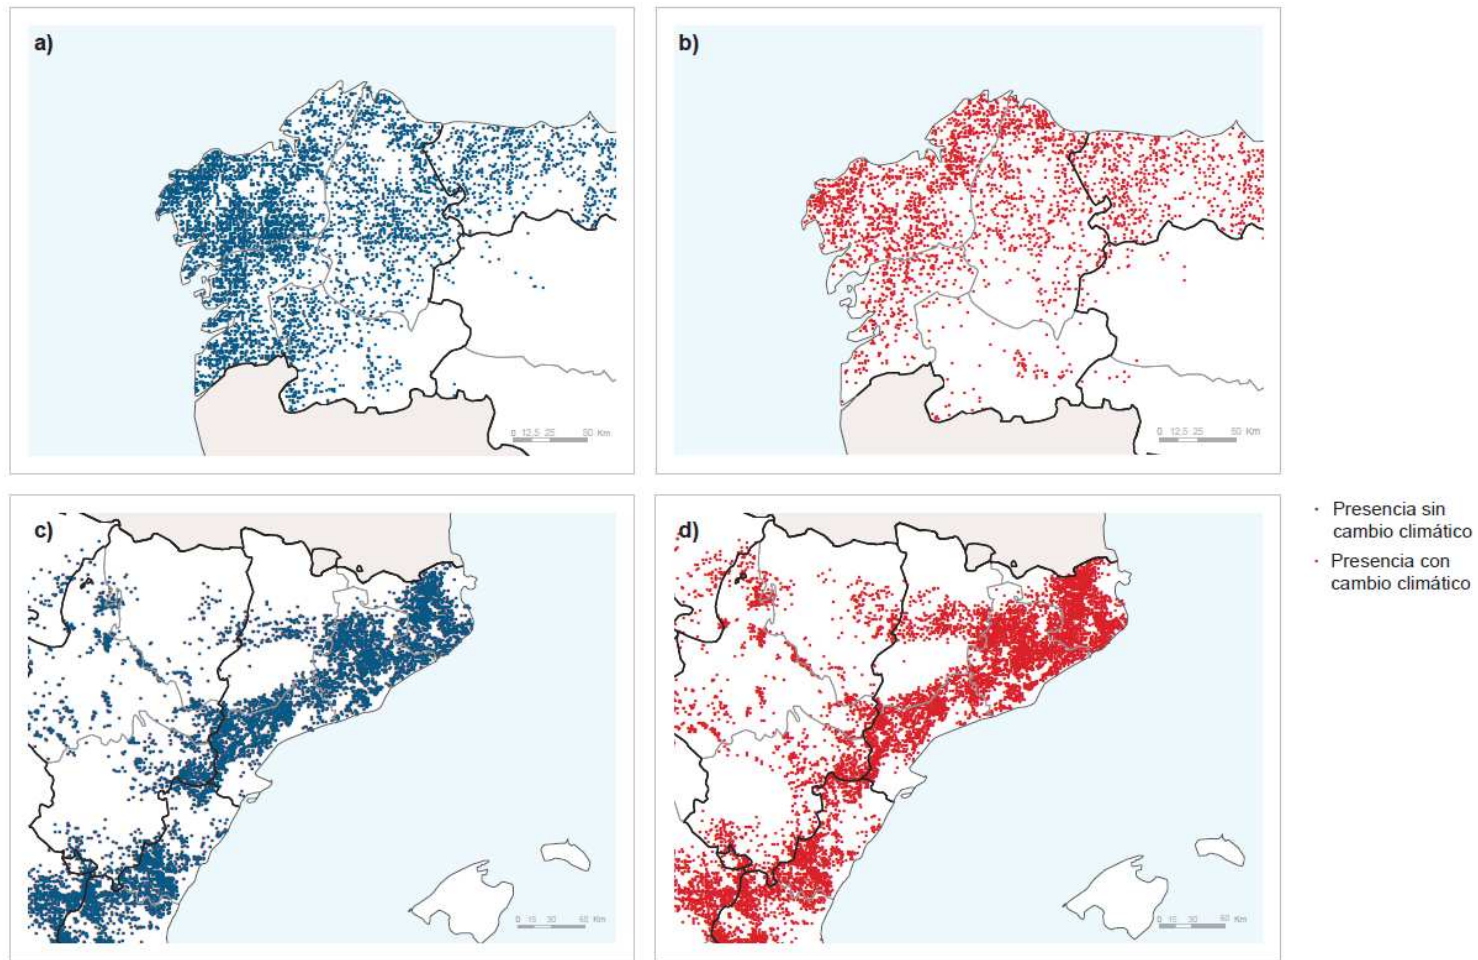 a)
0 12,5 25 50 Km
b)
0 12,5 25 50 Km
c)
0 15 30 60 Km
d)
0 15 30 60 Km
Presencia sin
cambio climático
Presencia con
cambio climático